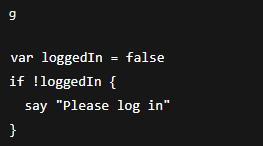 g

var loggedIn = false
if !loggedIn {
  say "Please log in"
}